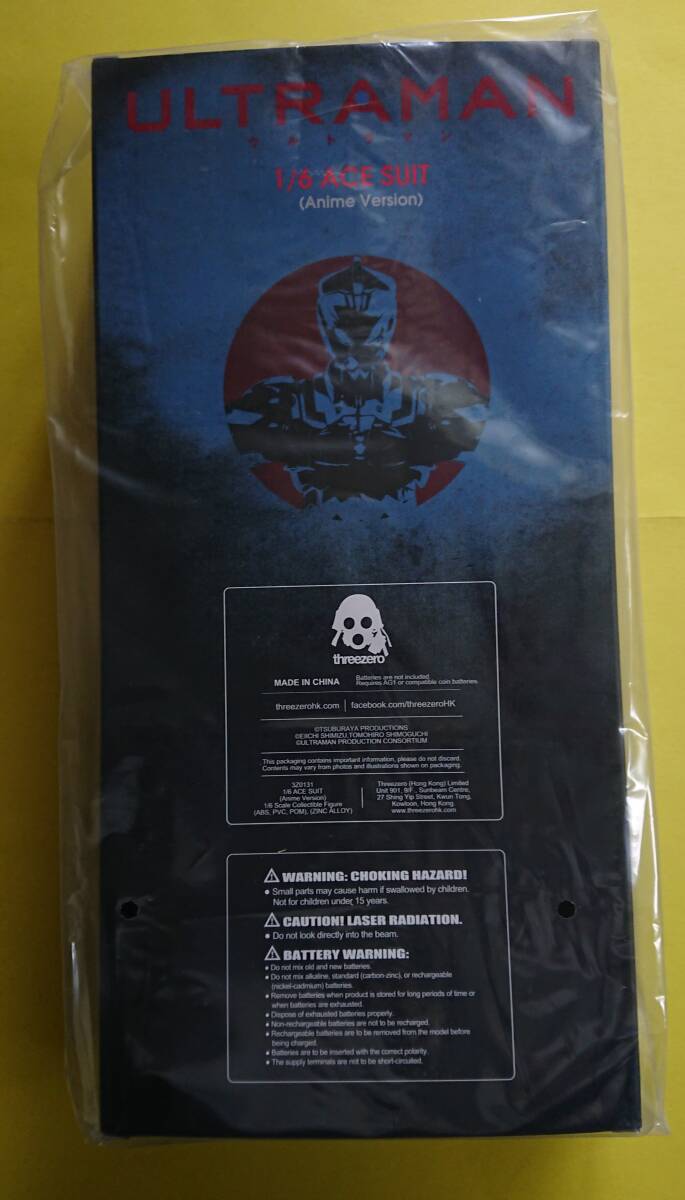 ULTRAMAN
ウルトラマン
1/6 ACE SUIT
(Anime Version)
threezero
MADE IN CHINA
Batteries are not included.
Requires AG1 or compatible coin batteries.
threezerohk.com | facebook.com/threezeroHK
©TSUBURAYA PRODUCTIONS
©EIICHI SHIMIZU,TOMOHIRO SHIMOGUCHI
©ULTRAMAN PRODUCTION CONSORTIUM
This packaging contains important information, please do not discard.
Contents may vary from photos and illustrations shown on packaging.
3Z0131
1/6 ACE SUIT
(Anime Version)
1/6 Scale Collectible Figure
(ABS, PVC, POM), (ZINC ALLOY)
Threezero (Hong Kong) Limited
Unit 901, 9/F., Sunbeam Centre,
27 Shing Yip Street, Kwun Tong,
Kowloon, Hong Kong
www.threezerohk.com
⚠ WARNING: CHOKING HAZARD!
● Small parts may cause harm if swallowed by children.
Not for children under 15 years.
⚠ CAUTION! LASER RADIATION.
● Do not look directly into the beam.
⚠ BATTERY WARNING:
● Do not mix old and new batteries.
● Do not mix alkaline, standard (carbon-zinc), or rechargeable
(nickel-cadmium) batteries.
● Remove batteries when product is stored for long periods of time or
when batteries are exhausted.
● Dispose of exhausted batteries properly.
● Non-rechargeable batteries are not to be recharged.
● Rechargeable batteries are to be removed from the model before
being charged.
● Batteries are to be inserted with the correct polarity.
● The supply terminals are not to be short-circuited.